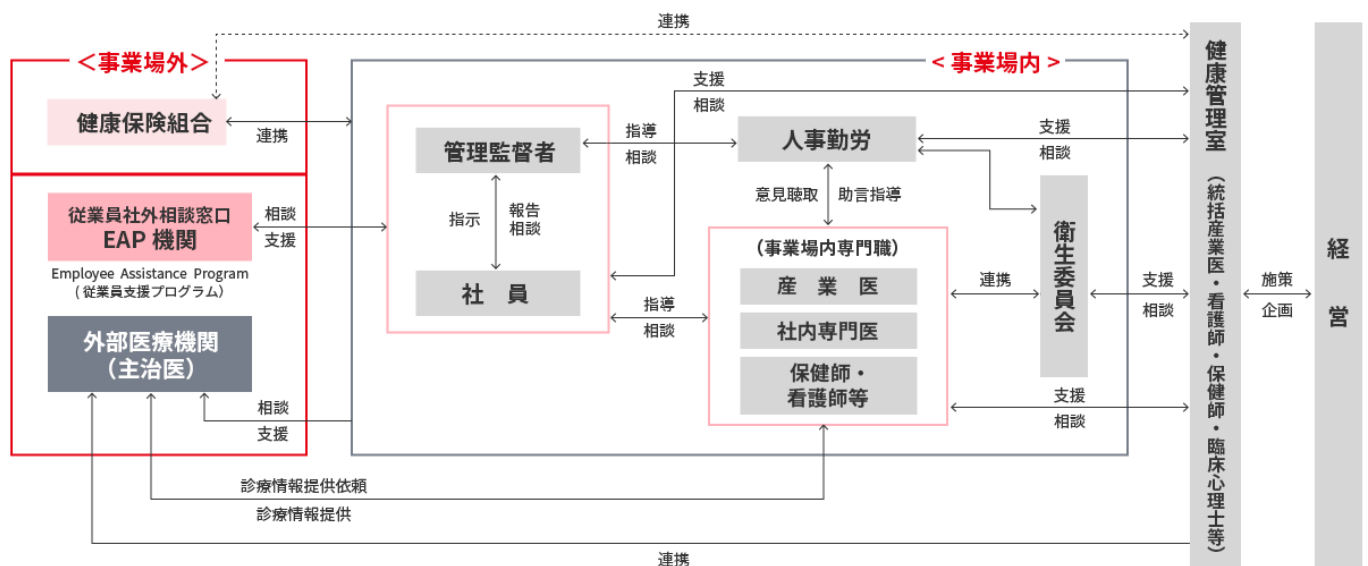 連携
＜事業場外＞
健康保険組合
連携
従業員社外相談窓口
EAP 機関
Employee Assistance Program
( 従業員支援プログラム）
相談
支援
外部医療機関
（主治医）
相談
支援
< 事業場内 >
支援
相談
管理監督者
指示
報告
相談
社　員
指導
相談
人事勤労
支援
相談
意見聴取
助言指導
（事業場内専門職）
産　業　医
社内専門医
保健師・
看護師等
指導
相談
連携
衛生委員会
支援
相談
支援
相談
健康管理室
（統括産業医・看護師・保健師・臨床心理士等）
施策
企画
経　営
診療情報提供依頼
診療情報提供
連携